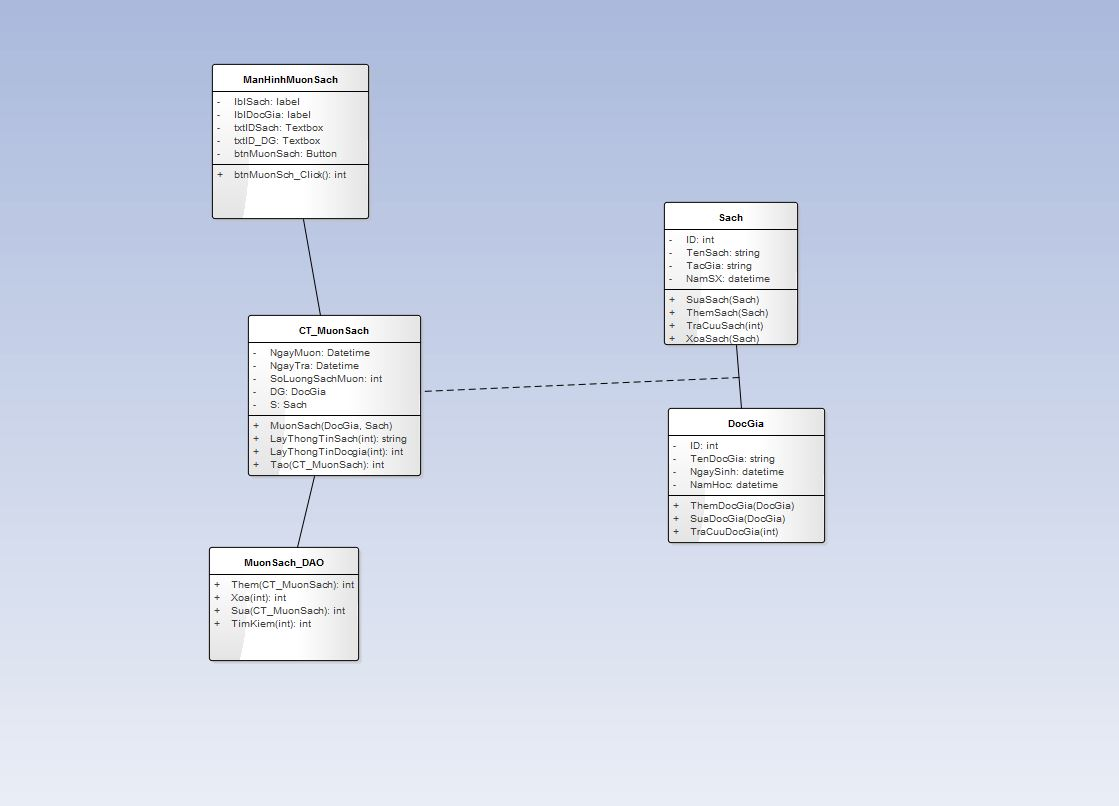 ManHinhMuonSach
- lblSach: label
- lblDocGia: label
- txtIDSach: Textbox
- txtID_DG: Textbox
- btnMuonSach: Button
+ btnMuonSch_Click(): int
Sach
- ID: int
- TenSach: string
- TacGia: string
- NamSX: datetime
+ SuaSach(Sach)
+ ThemSach(Sach)
+ TraCuuSach(int)
+ XoaSach(Sach)
CT_MuonSach
- NgayMuon: Datetime
- NgayTra: Datetime
- SoLuongSachMuon: int
- DG: DocGia
- S: Sach
+ MuonSach(DocGia, Sach)
+ LayThongTinSach(int): string
+ LayThongTinDocgia(int): int
+ Tao(CT_MuonSach): int
DocGia
- ID: int
- TenDocGia: string
- NgaySinh: datetime
- NamHoc: datetime
+ ThemDocGia(DocGia)
+ SuaDocGia(DocGia)
+ TraCuuDocGia(int)
MuonSach_DAO
+ Them(CT_MuonSach): int
+ Xoa(int): int
+ Sua(CT_MuonSach): int
+ TimKiem(int): int